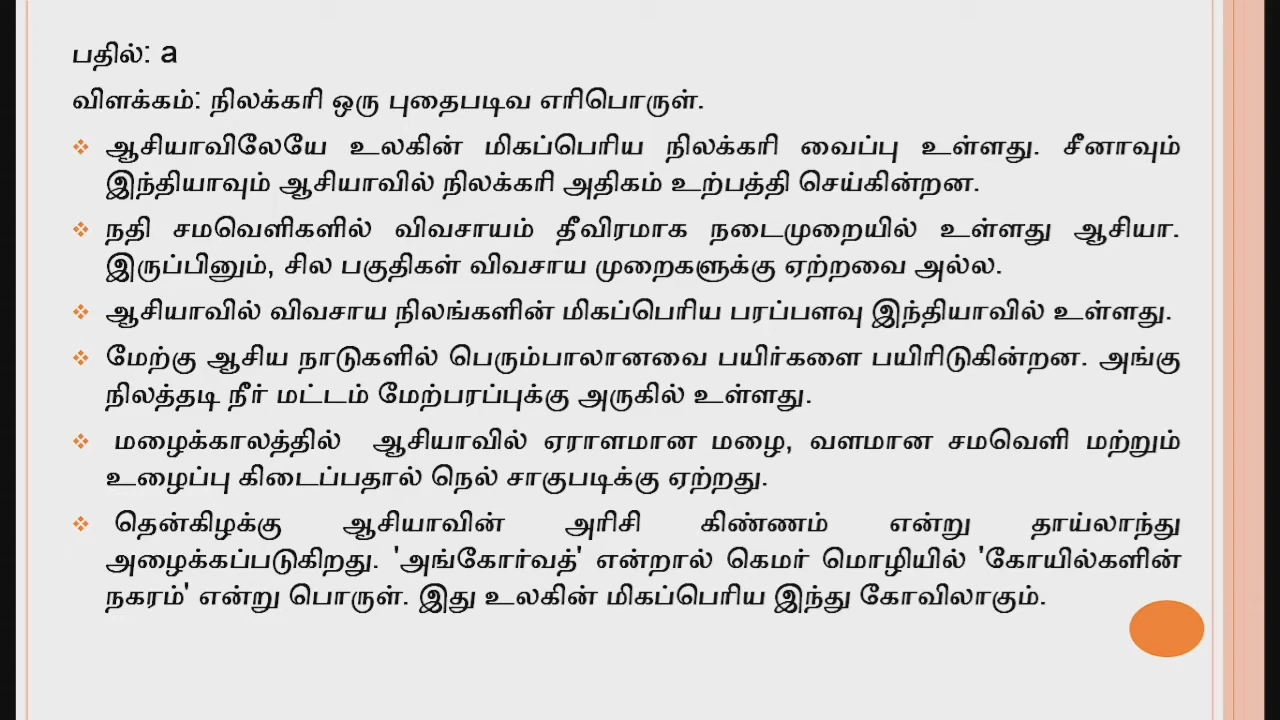 பதில்: a
விளக்கம்: நிலக்கரி ஒரு புதைபடிவ எரிபொருள்.
ஆசியாவிலேயே உலகின் மிகப்பெரிய நிலக்கரி வைப்பு உள்ளது. சீனாவும்
இந்தியாவும் ஆசியாவில் நிலக்கரி அதிகம் உற்பத்தி செய்கின்றன.
நதி சமவெளிகளில் விவசாயம் தீவிரமாக நடைமுறையில் உள்ளது ஆசியா.
இருப்பினும், சில பகுதிகள் விவசாய முறைகளுக்கு ஏற்றவை அல்ல.
ஆசியாவில் விவசாய நிலங்களின் மிகப்பெரிய பரப்பளவு இந்தியாவில் உள்ளது.
மேற்கு ஆசிய நாடுகளில் பெரும்பாலானவை பயிர்களை பயிரிடுகின்றன. அங்கு
நிலத்தடி நீர் மட்டம் மேற்பரப்புக்கு அருகில் உள்ளது.
மழைக்காலத்தில் ஆசியாவில் ஏராளமான மழை, வளமான சமவெளி மற்றும்
உழைப்பு கிடைப்பதால் நெல் சாகுபடிக்கு ஏற்றது.
தென்கிழக்கு ஆசியாவின் அரிசி கிண்ணம் என்று தாய்லாந்து
அழைக்கப்படுகிறது. 'அங்கோர்வத்' என்றால் கெமர் மொழியில் 'கோயில்களின்
நகரம்' என்று பொருள். இது உலகின் மிகப்பெரிய இந்து கோவிலாகும்.